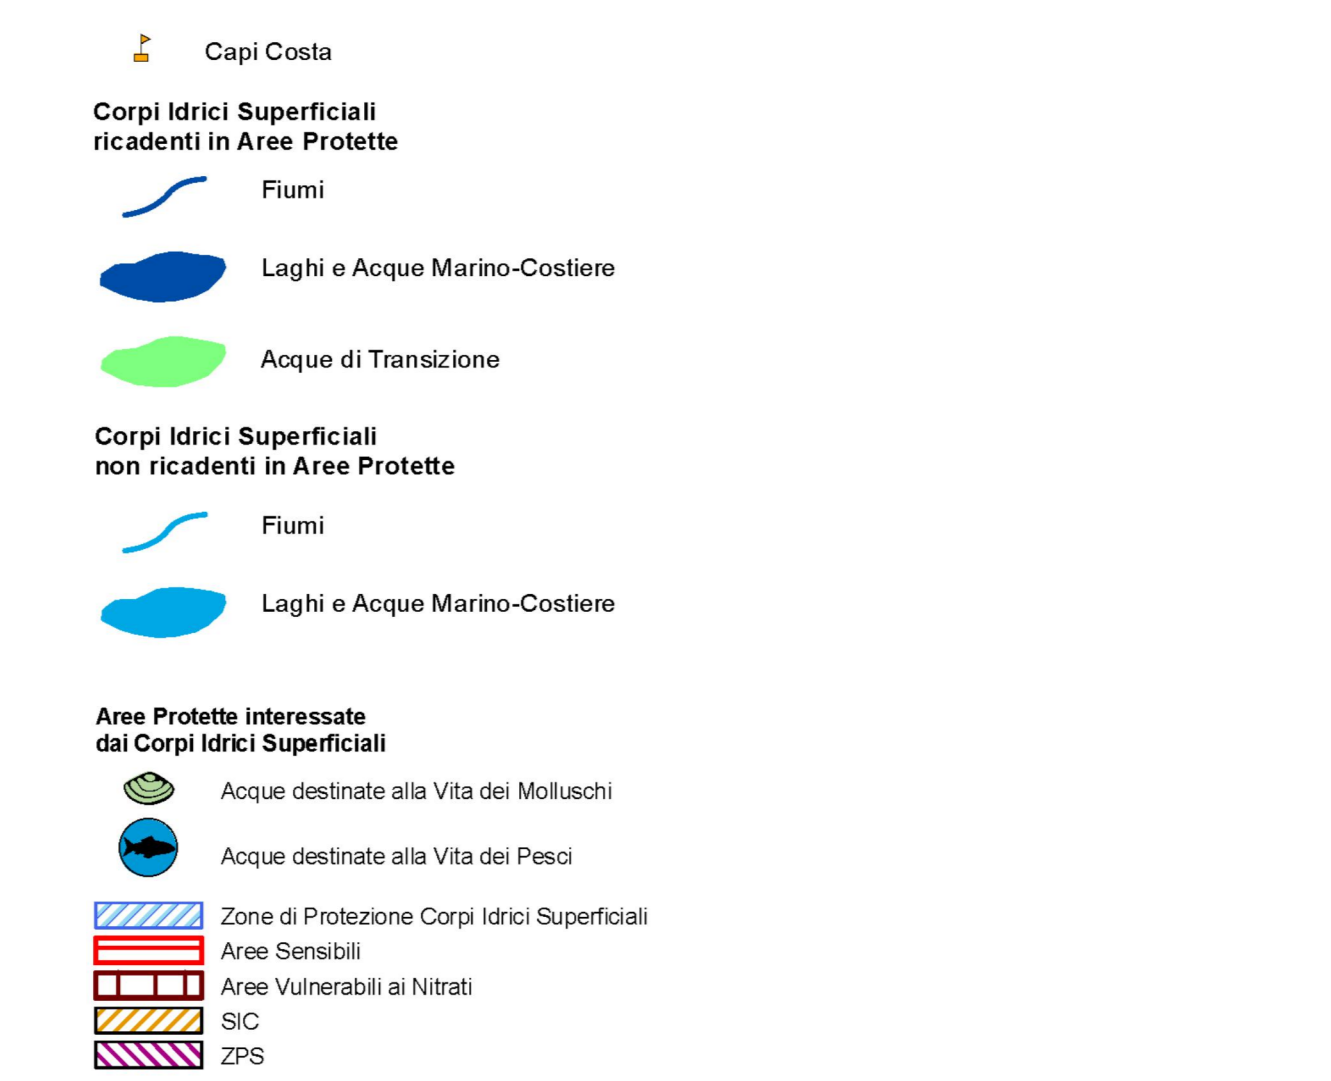 Capi Costa
Corpi Idrici Superficiali
ricadenti in Aree Protette
Fiumi
Laghi e Acque Marino-Costiere
Acque di Transizione
Corpi Idrici Superficiali
non ricadenti in Aree Protette
Fiumi
Laghi e Acque Marino-Costiere
Aree Protette interessate
dai Corpi Idrici Superficiali
Acque destinate alla Vita dei Molluschi
Acque destinate alla Vita dei Pesci
Zone di Protezione Corpi Idrici Superficiali
Aree Sensibili
Aree Vulnerabili ai Nitrati
SIC
ZPS